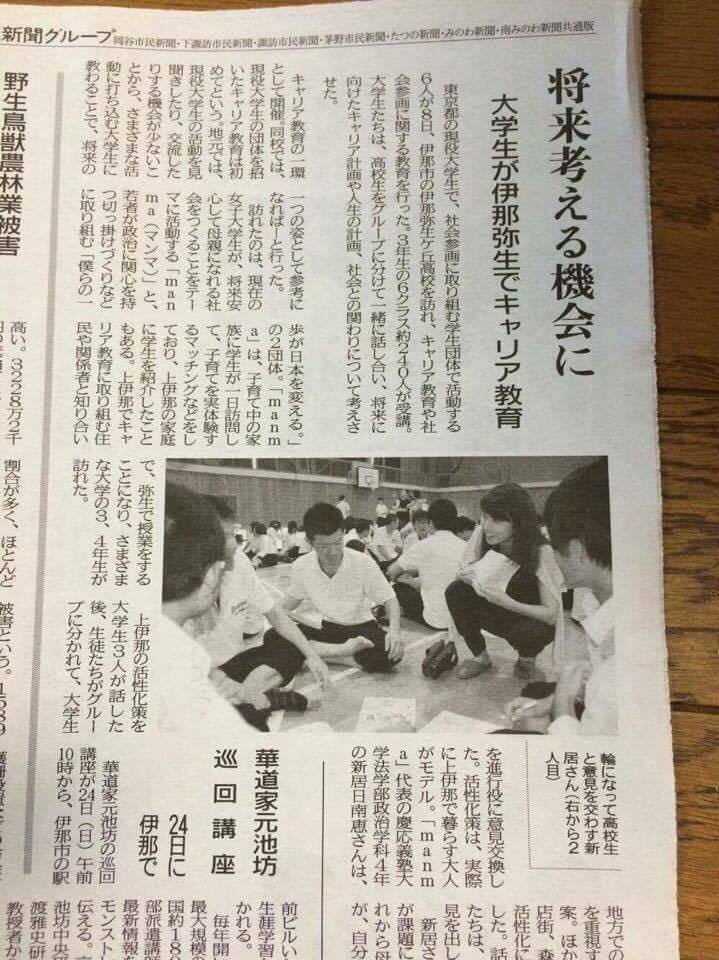 新聞グループ 岡谷市民新聞・下諏訪市民新聞・諏訪市民新聞・茅野市民新聞・たつの新聞・みのわ新聞・南みのわ新聞共通版
将来考える機会に
大学生が伊那弥生でキャリア教育
東京都の現役大学生で、社会参画に取り組む学生団体で活動する
6人が8日、伊那市の伊那弥生ケ丘高校を訪れ、キャリア教育や社
会参画に関する教育を行った。3年生の6クラス約240人が受講。
大学生たちは、高校生をグループに分けて一緒に話し合い、将来に
向けたキャリア計画や人生の計画、社会との関わりについて考えさ
せた。
キャリア教育の一環
として開催。同校では、
現役大学生の団体を招
いたキャリア教育は初
めてという。地元では、
現役大学生の活動を見
聞きしたり、交流した
りする機会が少ないこ
とから、さまざまな活
動に打ち込む大学生に
教わることで、将来の
一つの姿として参考に
なれば―と行った。
訪れたのは、現在の
女子大学生が、将来安
心して母親になれる社
会をつくることをテー
マに活動する「man
ma(マンマ)」と、
若者が政治に関心を持
つ切っ掛けづくりなど
に取り組む「僕らの一
歩が日本を変える。」
の2団体。「manm
a」は、子育て中の家
族に学生が一日訪問し
て、子育てを実体験す
るマッチングなどをし
ており、上伊那の家庭
に学生を紹介したこと
もある。上伊那でキャ
リア教育に取り組む住
民や関係者と知り合い
で、弥生で授業をする
ことになり、さまざま
な大学の3、4年生が
訪れた。
上伊那の活性化策を
大学生3人が話した
後、生徒たちがグルー
プに分かれて、大学生
を進行役に意見交換し
た。活性化策は、実際
に上伊那で暮らす大人
がモデル。「manm
a」代表の慶応義塾大
学法学部政治学科4年
の新居日南恵さんは、
輪になって高校生
と意見を交わす新
居さん(右から2
人目)
地方での
を重視す
案。ほか
店街、森
活性化に
した。話
たちは、
見を出し
新居さ
が課題に
れから母
が、自分
華道家元池坊
巡回講座
24日に
伊那で
華道家元池坊の巡回
講座が24日(日)午前
10時から、伊那市の駅
前ビルい
生涯学習
かれる。
毎年開
最大規模の
国約180
部派遣講師
最新情報を
モンスト
伝える。
池坊中央研
渡雅史研
教授者か
野生鳥獣農林業被害
高い。3228万2千
割合が多く、ほとんど
被害という。1589